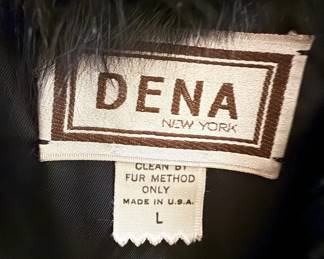 DENA
NEW YORK
CLEAN BY
FUR METHOD
ONLY
MADE IN U.S.A.
L